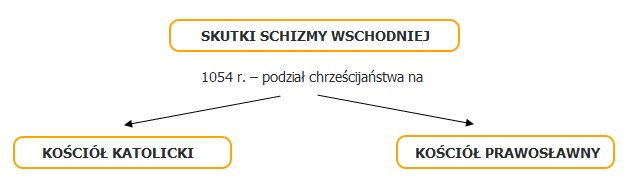 SKUTKI SCHIZMY WSCHODNIEJ
1054 r. – podział chrześcijaństwa na
KOŚCIÓŁ KATOLICKI
KOŚCIÓŁ PRAWOSŁAWNY